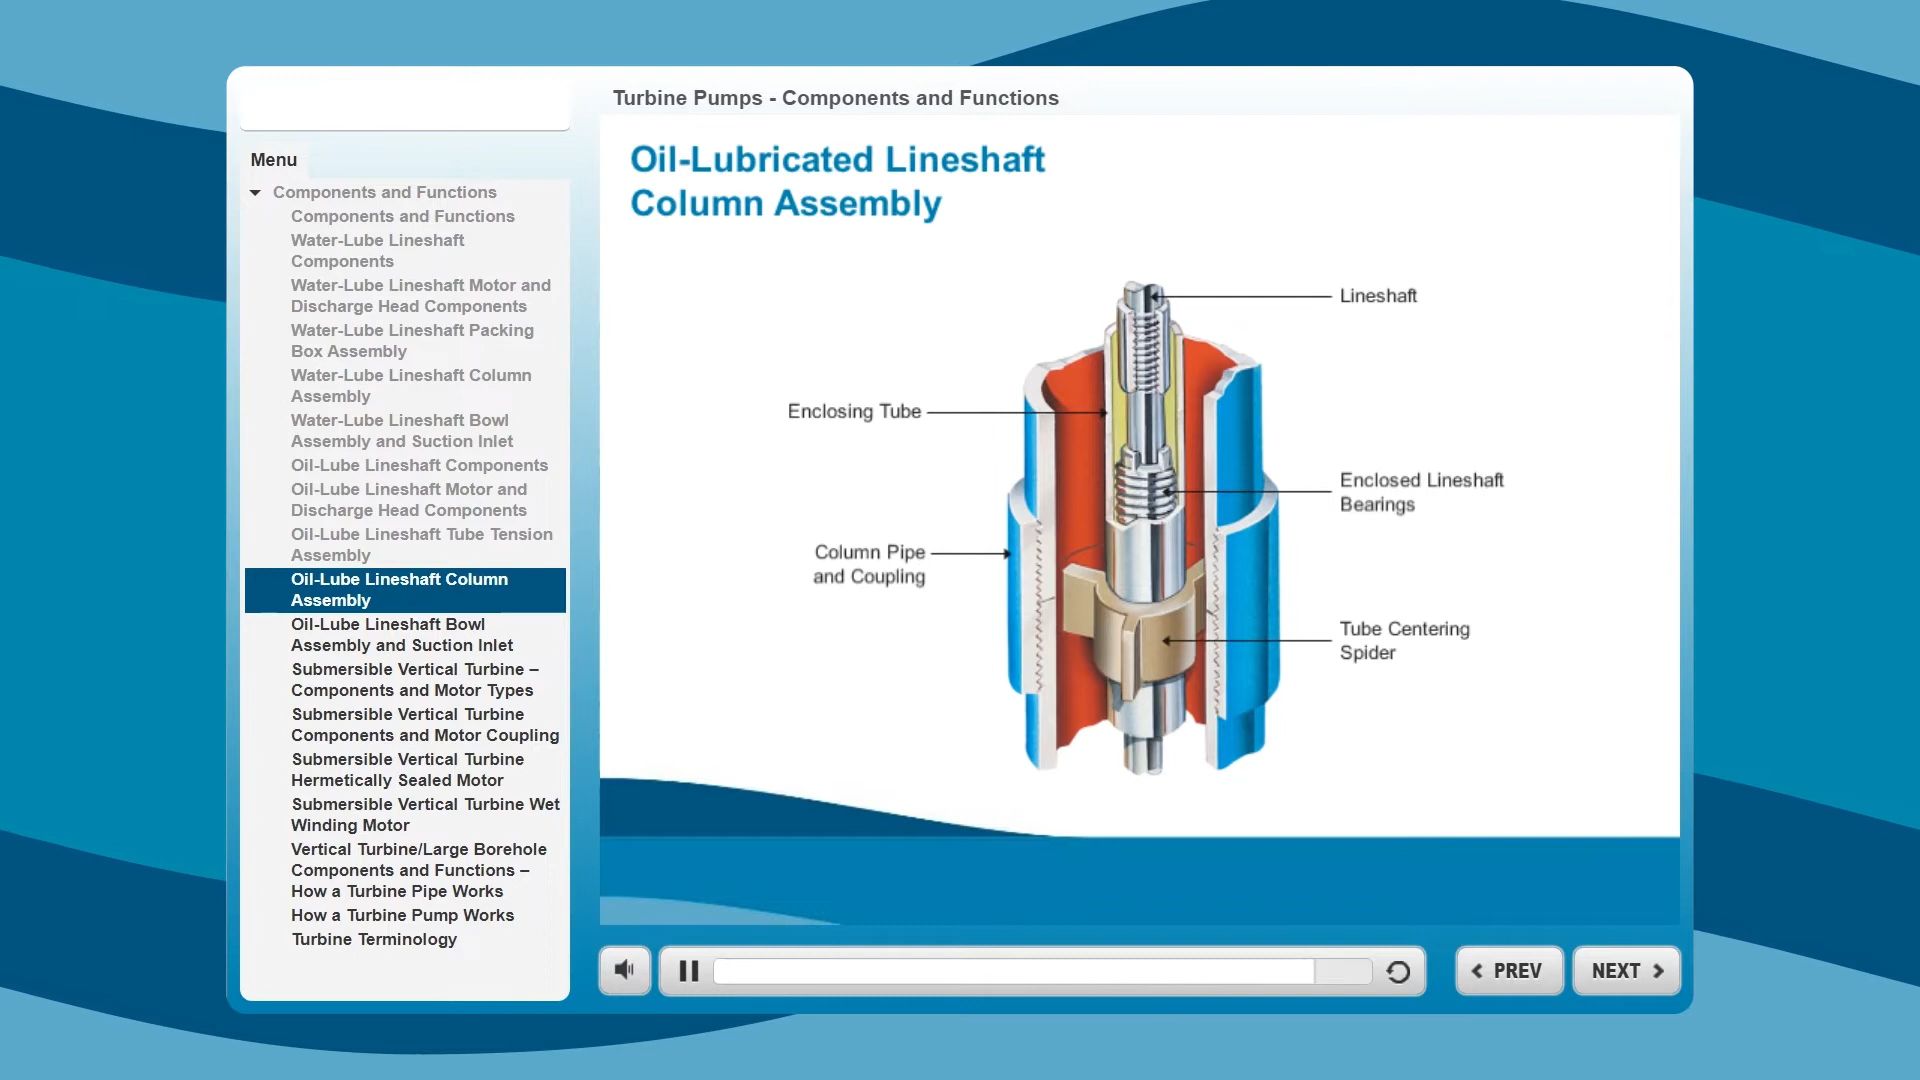 Turbine Pumps - Components and Functions
Menu
Components and Functions
Components and Functions
Water-Lube Lineshaft
Components
Water-Lube Lineshaft Motor and
Discharge Head Components
Water-Lube Lineshaft Packing
Box Assembly
Water-Lube Lineshaft Column
Assembly
Water-Lube Lineshaft Bowl
Assembly and Suction Inlet
Oil-Lube Lineshaft Components
Oil-Lube Lineshaft Motor and
Discharge Head Components
Oil-Lube Lineshaft Tube Tension
Assembly
Oil-Lube Lineshaft Column
Assembly
Oil-Lube Lineshaft Bowl
Assembly and Suction Inlet
Submersible Vertical Turbine –
Components and Motor Types
Submersible Vertical Turbine
Components and Motor Coupling
Submersible Vertical Turbine
Hermetically Sealed Motor
Submersible Vertical Turbine Wet
Winding Motor
Vertical Turbine/Large Borehole
Components and Functions –
How a Turbine Pipe Works
How a Turbine Pump Works
Turbine Terminology
Oil-Lubricated Lineshaft
Column Assembly
Lineshaft
Enclosing Tube
Enclosed Lineshaft
Bearings
Column Pipe
and Coupling
Tube Centering
Spider
PREV
NEXT